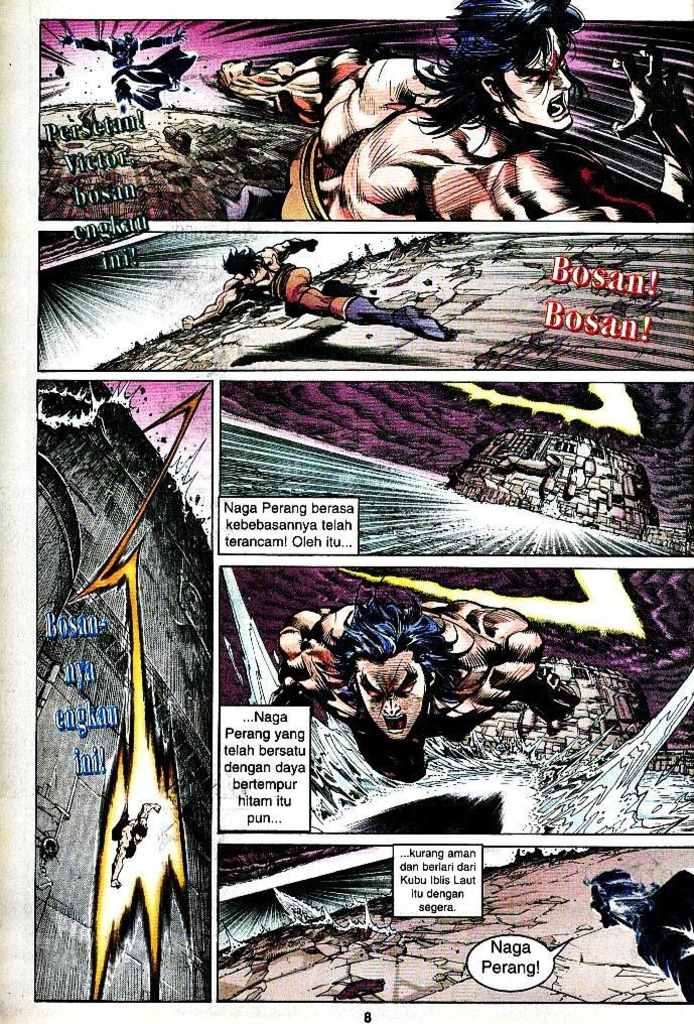 Persetan!
Victor,
bosan
engkau
ini!
Bosan!
Bosan!
Bosan-
nya
engkau
ini!
Naga Perang berasa
kebebasannya telah
terancam! Oleh itu...
...Naga
Perang yang
telah bersatu
dengan daya
bertempur
hitam itu
pun...
...kurang aman
dan berlari dari
Kubu Iblis Laut
itu dengan
segera.
Naga
Perang!
8